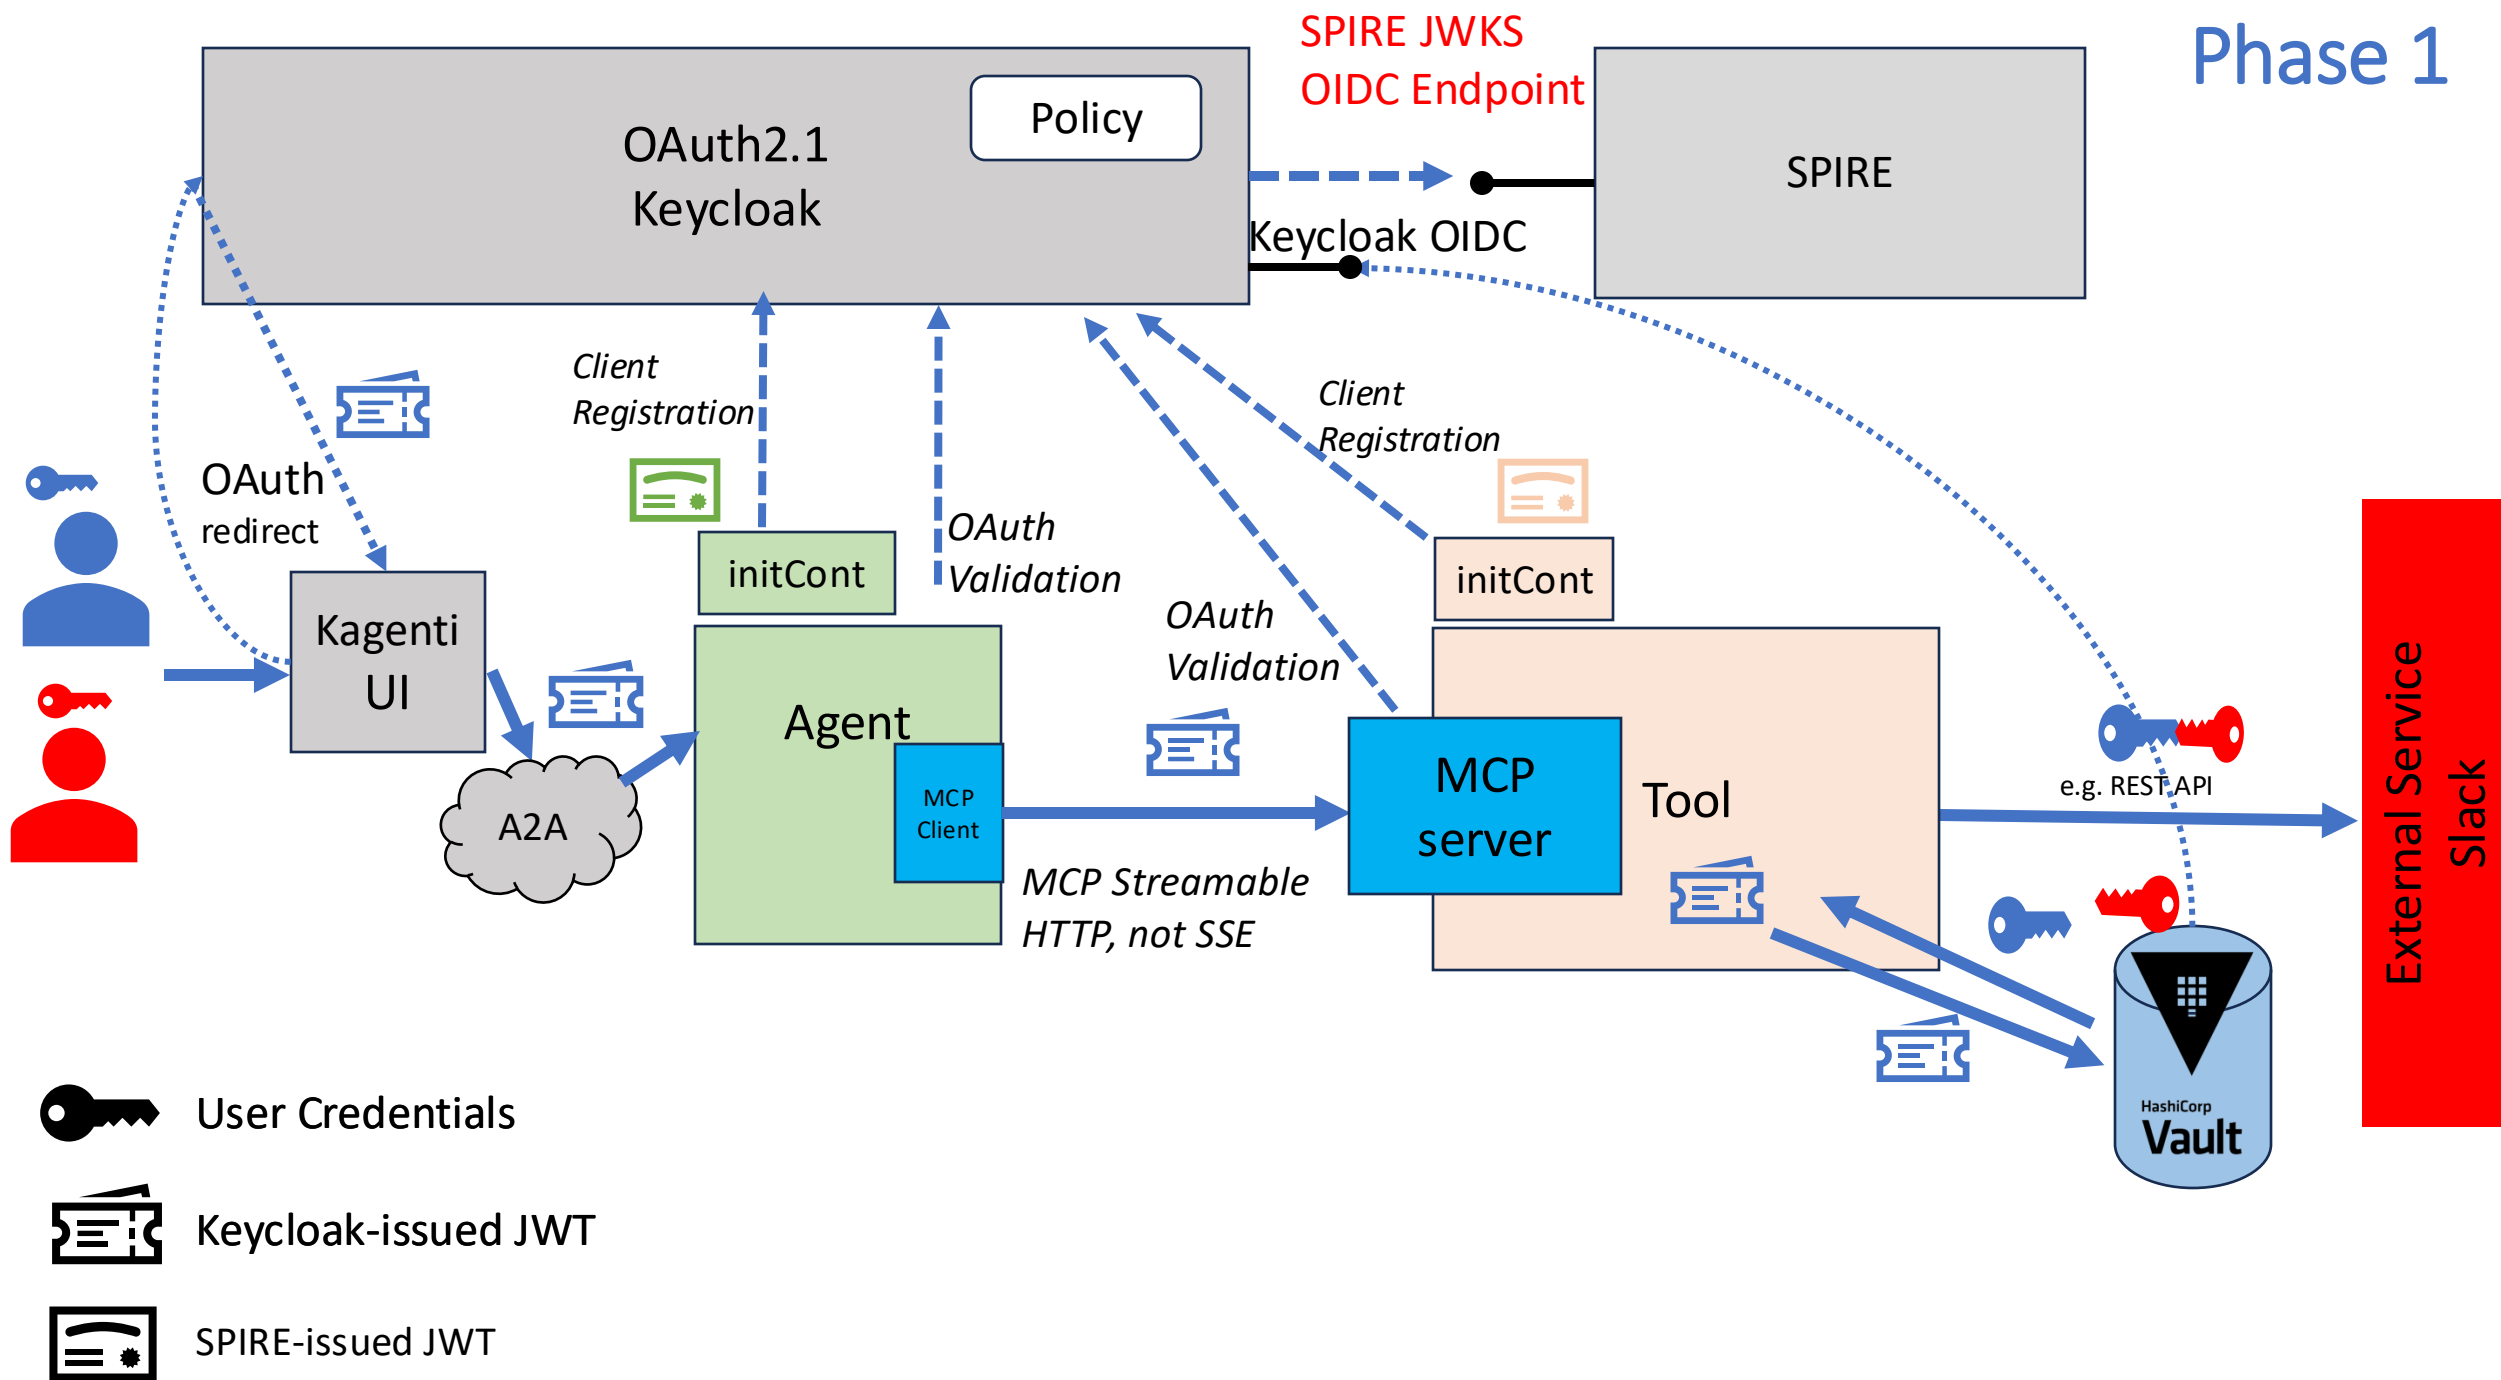 SPIRE JWKS
OIDC Endpoint
Phase 1
Policy
OAuth2.1
Keycloak
SPIRE
Keycloak OIDC
Client
Registration
Client
Registration
OAuth
redirect
OAuth
Validation
initCont
initCont
OAuth
Validation
Kagenti
UI
Agent
MCP
Client
A2A
MCP
server
Tool
e.g. REST API
External Service
Slack
MCP Streamable
HTTP, not SSE
HashiCorp
Vault
User Credentials
Keycloak-issued JWT
SPIRE-issued JWT